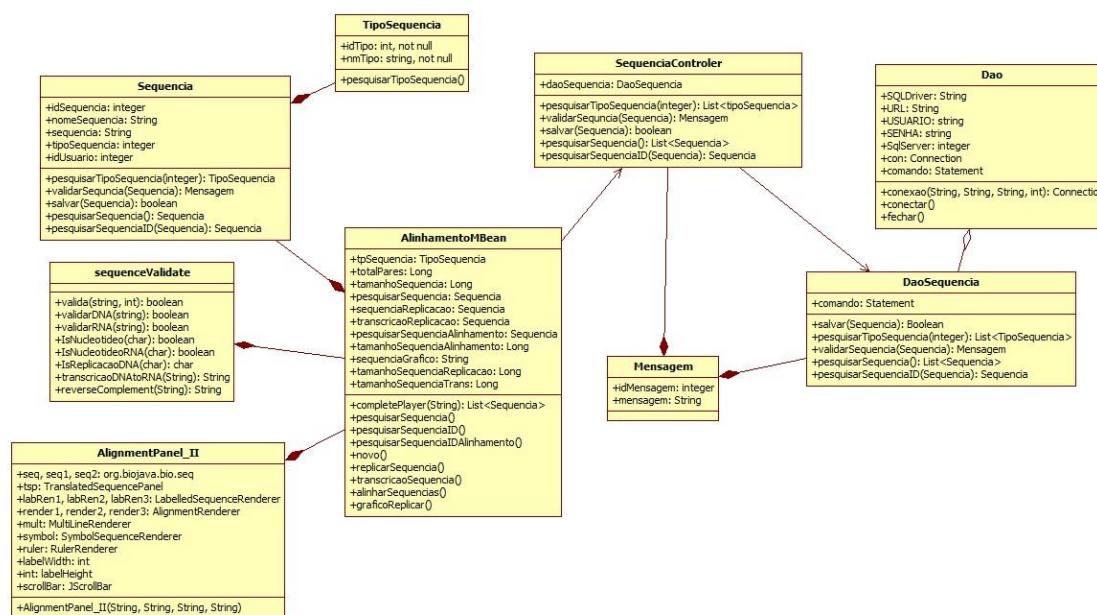 TipoSequencia
+idTipo: int, not null
+nmTipo: string, not null
+pesquisarTipoSequencia()
Sequencia
+idSequencia: integer
+nomeSequencia: String
+sequencia: String
+tipoSequencia: integer
+idUsuario: integer
+pesquisarTipoSequencia(integer): TipoSequencia
+validarSequncia(Sequencia): Mensagem
+salvar(Sequencia): boolean
+pesquisarSequencia(): Sequencia
+pesquisarSequenciaID(Sequencia): Sequencia
SequenciaControler
+daoSequencia: DaoSequencia
+pesquisarTipoSequencia(integer): List<tipoSequencia>
+validarSequncia(Sequencia): Mensagem
+salvar(Sequencia): boolean
+pesquisarSequencia(): List<Sequencia>
+pesquisarSequenciaID(Sequencia): Sequencia
Dao
+SQLDriver: String
+URL: String
+USUARIO: string
+SENHA: string
+SqlServer: integer
+con: Connection
+comando: Statement
+conexao(String, String, String, int): Connectio
+conectar()
+fechar()
sequenceValidate
+valida(string, int): boolean
+validarDNA(string): boolean
+validarRNA(string): boolean
+IsNucleotideo(char): boolean
+IsNucleotideoRNA(char): boolean
+IsReplicacaoDNA(char): char
+transcricaoDNAtoRNA(String): String
+reverseComplement(String): String
AlinhamentoMBean
+tpSequencia: TipoSequencia
+totalPares: Long
+tamanhoSequencia: Long
+pesquisarSequencia: Sequencia
+sequenciaReplicacao: Sequencia
+transcricaoReplicacao: Sequencia
+pesquisarSequenciaAlinhamento: Sequencia
+tamanhoSequenciaAlinhamento: Long
+sequenciaGrafico: String
+tamanhoSequenciaReplicacao: Long
+tamanhoSequenciaTrans: Long
+completePlayer(String): List<Sequencia>
+pesquisarSequencia()
+pesquisarSequenciaID()
+pesquisarSequenciaIDAlinhamento()
+novo()
+replicarSequencia()
+transcricaoSequencia()
+alinharSequencias()
+graficoReplicar()
DaoSequencia
+comando: Statement
+salvar(Sequencia): Boolean
+pesquisarTipoSequencia(integer): List<TipoSequencia>
+validarSequencia(Sequencia): Mensagem
+pesquisarSequencia(): List<Sequencia>
+pesquisarSequenciaID(Sequencia): Sequencia
Mensagem
+idMensagem: integer
+mensagem: String
AlignmentPanel_II
+seq, seq1, seq2: org.biojava.bio.seq
+tsp: TranslatedSequencePanel
+labRen1, labRen2, labRen3: LabelledSequenceRenderer
+render1, render2, render3: AlignmentRenderer
+mult: MultiLineRenderer
+symbol: SymbolSequenceRenderer
+ruler: RulerRenderer
+labelWidth: int
+int: labelHeight
+scrollBar: JScrollBar
+AlignmentPanel_II(String, String, String, String)